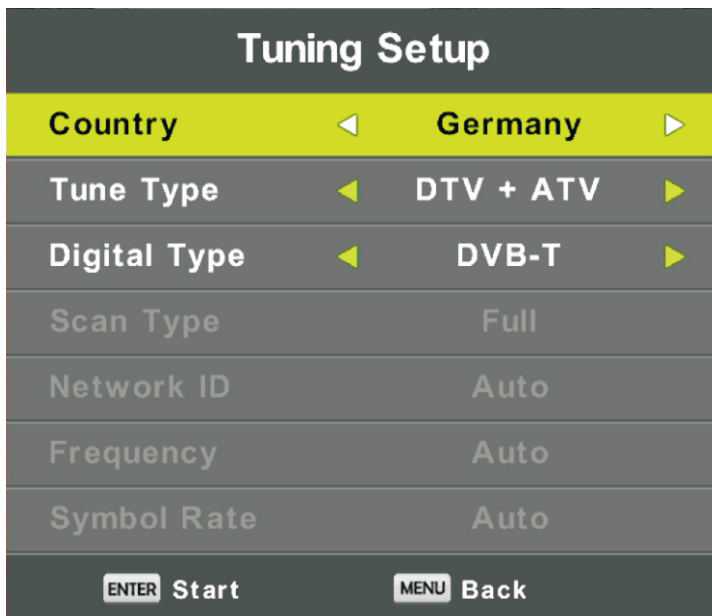 Tuning Setup
Country Germany
Tune Type DTV + ATV
Digital Type DVB-T
Scan Type Full
Network ID Auto
Frequency Auto
Symbol Rate Auto
ENTER Start MENU Back